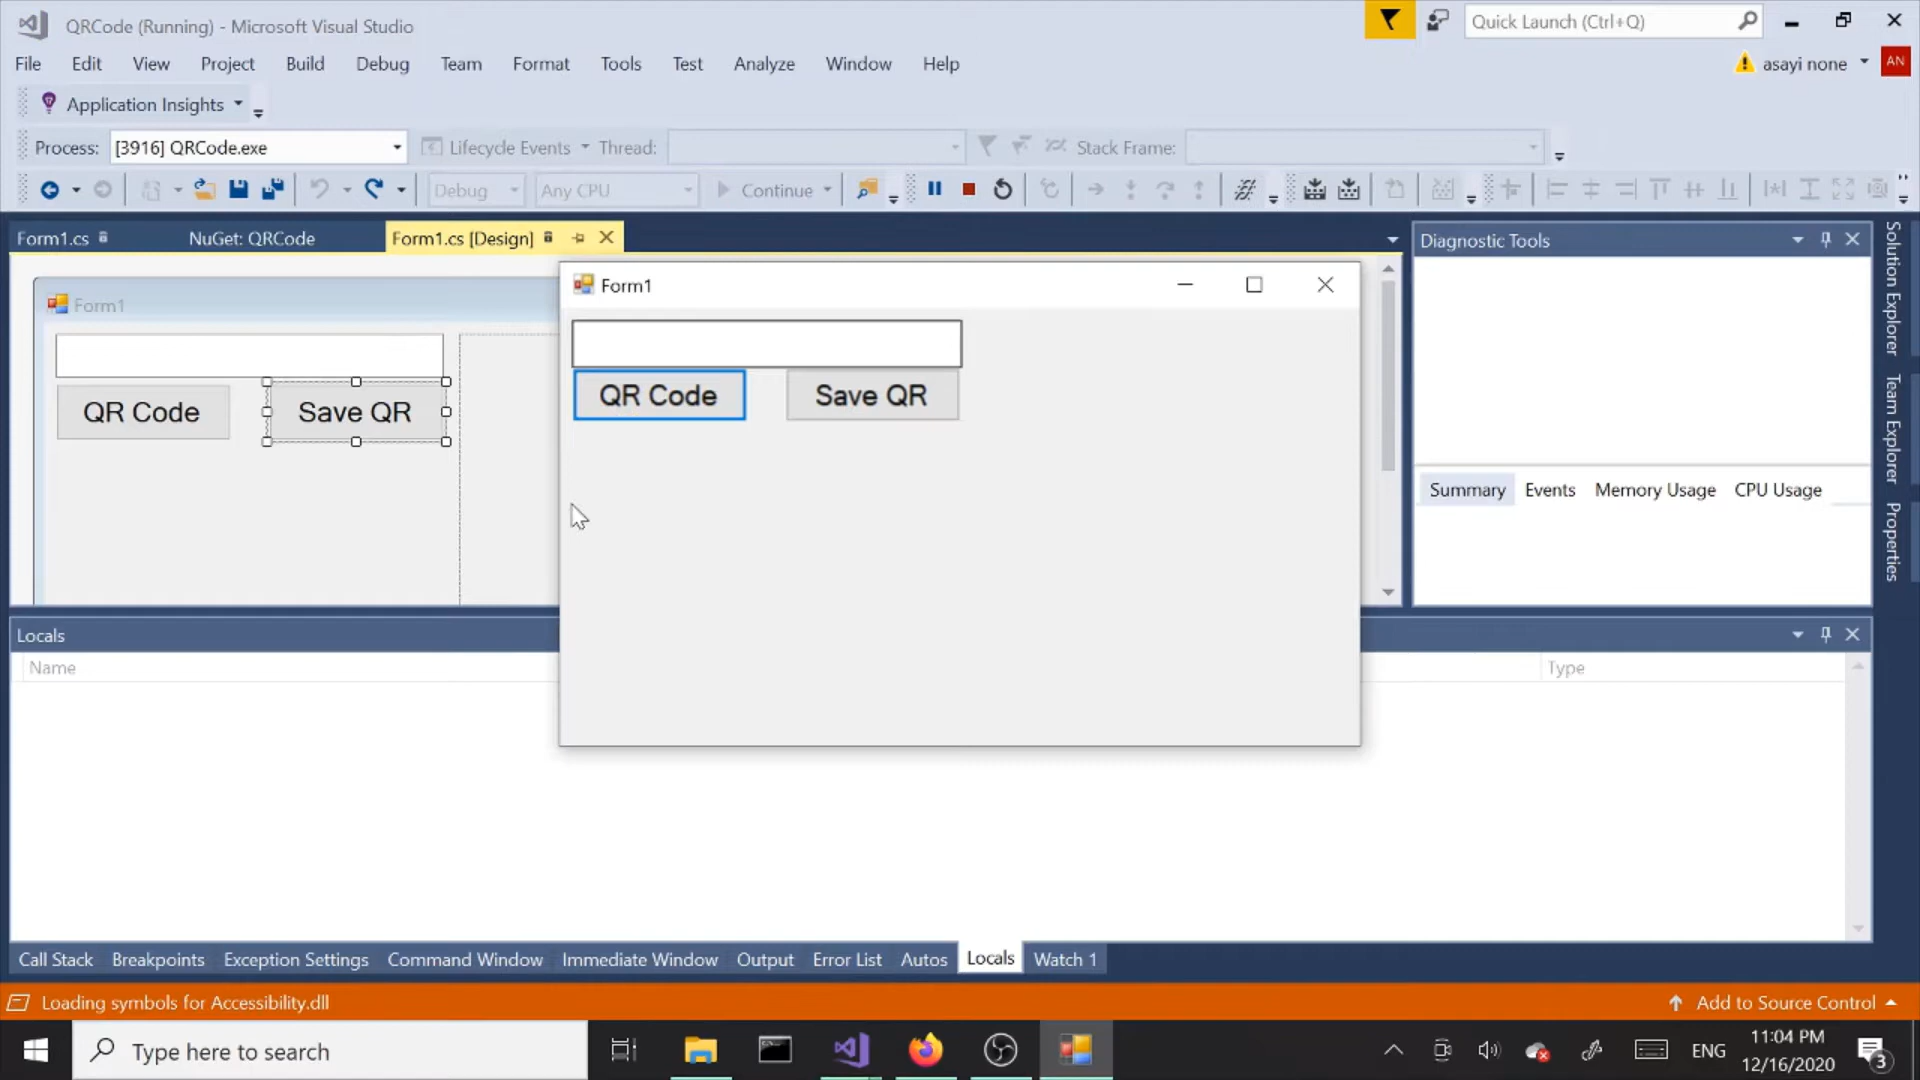 QRCode (Running) - Microsoft Visual Studio
Quick Launch (Ctrl+Q)
File Edit View Project Build Debug Team Format Tools Test Analyze Window Help
asayi none
AN
Application Insights
Process: [3916] QRCode.exe Lifecycle Events Thread: Stack Frame:
Debug Any CPU Continue
Form1.cs NuGet: QRCode Form1.cs [Design]
Diagnostic Tools
Form1
QR Code Save QR
Form1
QR Code Save QR
Summary Events Memory Usage CPU Usage
Solution Explorer
Team Explorer
Properties
Locals
Name Type
Call Stack Breakpoints Exception Settings Command Window Immediate Window Output Error List Autos Locals Watch 1
Loading symbols for Accessibility.dll
Add to Source Control
Type here to search
ENG
11:04 PM
12/16/2020
3